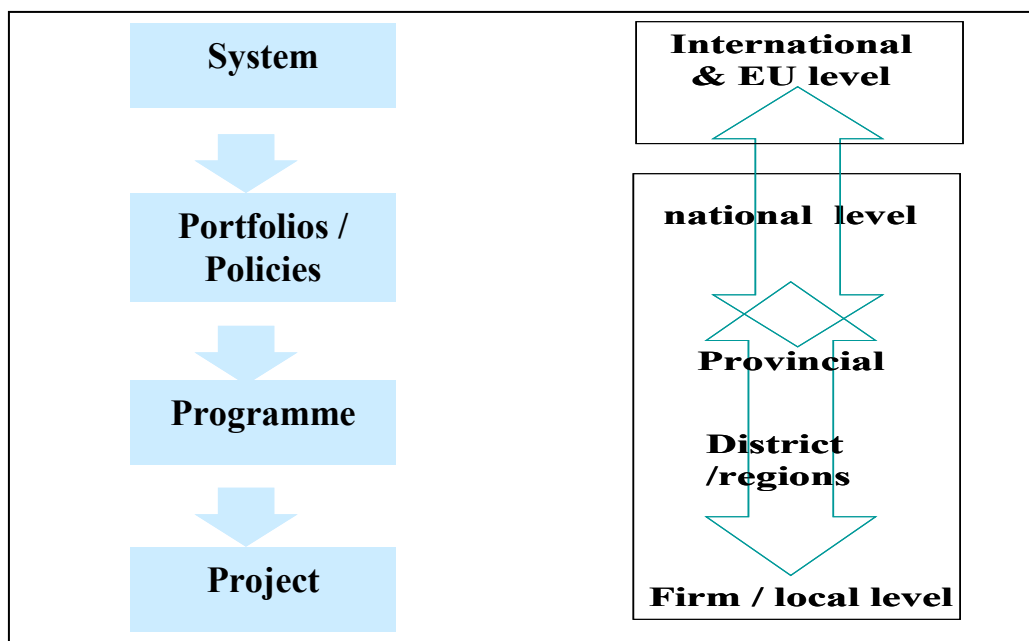 System
Portfolios /
Policies
Programme
Project
International
& EU level
national level
Provincial
District
/regions
Firm / local level